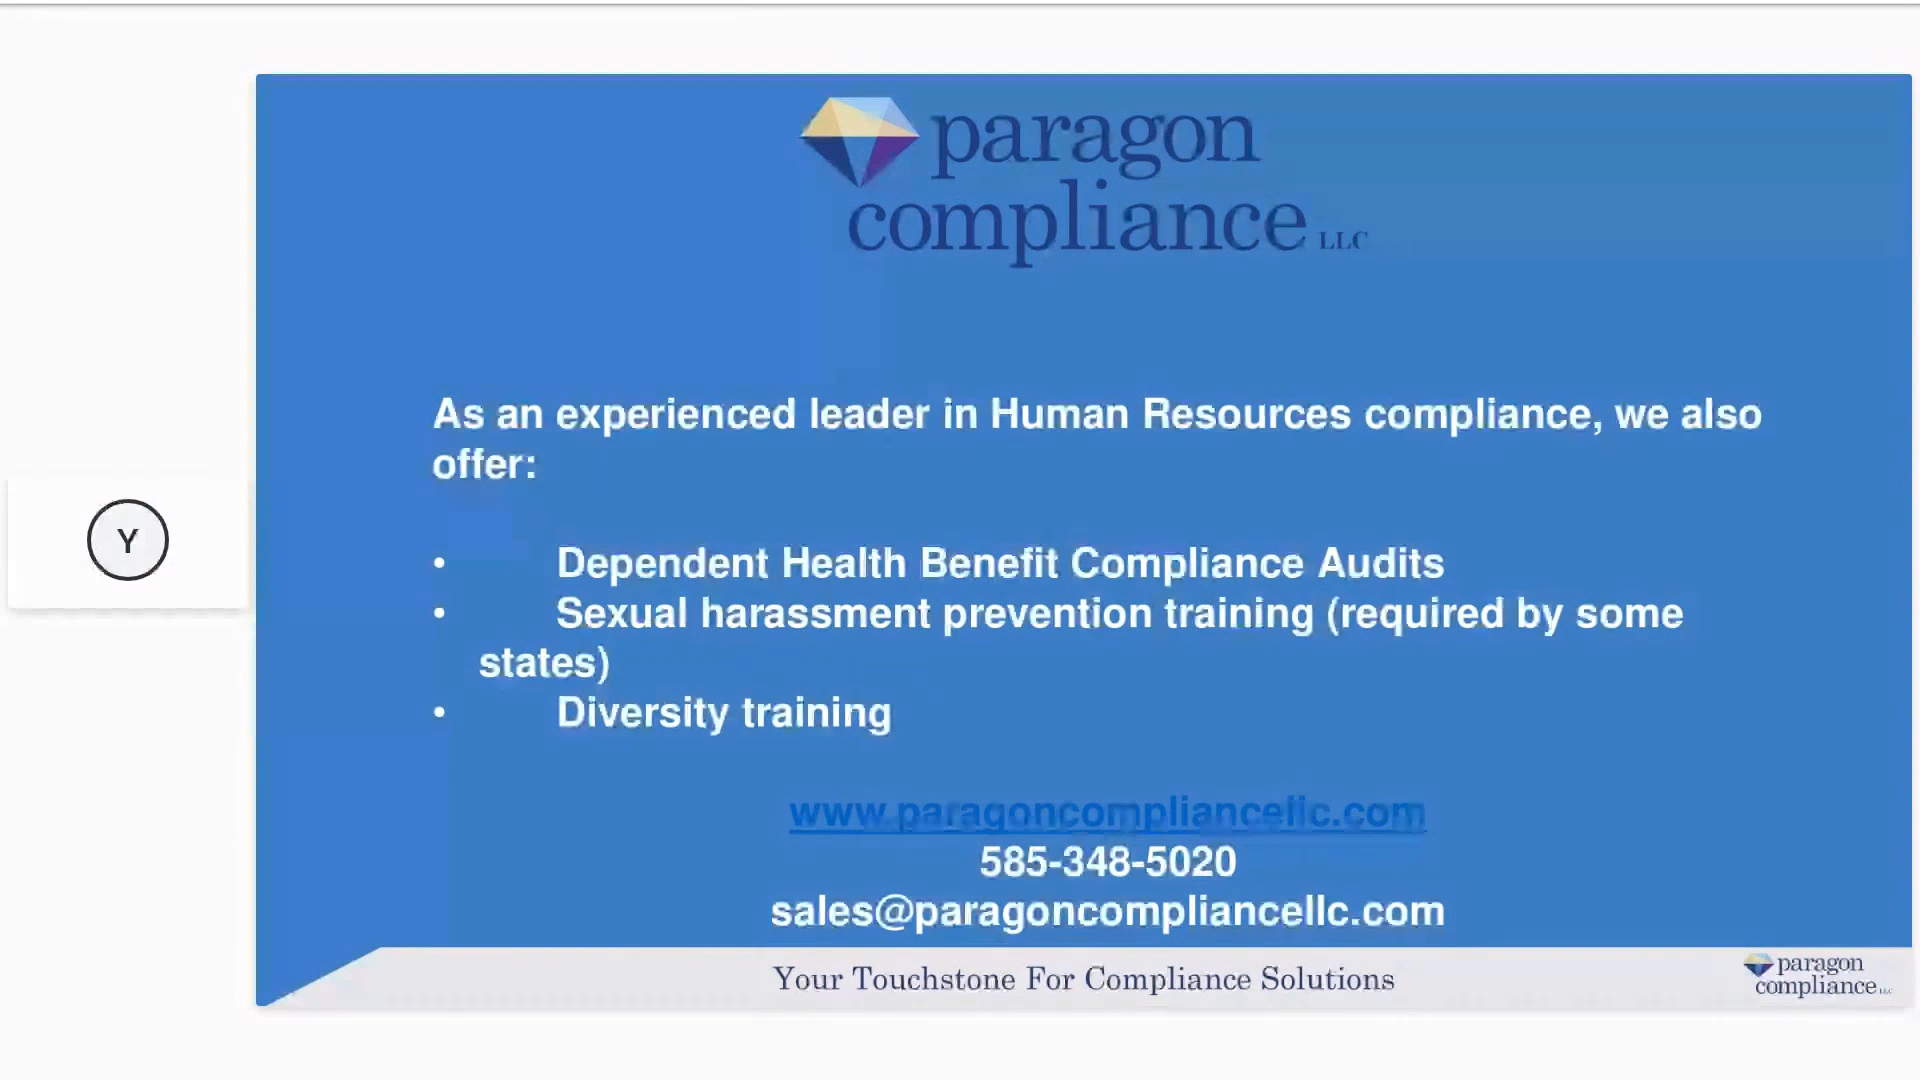 paragon
compliance LLC
As an experienced leader in Human Resources compliance, we also
offer:
• Dependent Health Benefit Compliance Audits
• Sexual harassment prevention training (required by some
states)
• Diversity training
Y
www.paragoncompliancellc.com
585-348-5020
sales@paragoncompliancellc.com
Your Touchstone For Compliance Solutions
paragon
compliance LLC